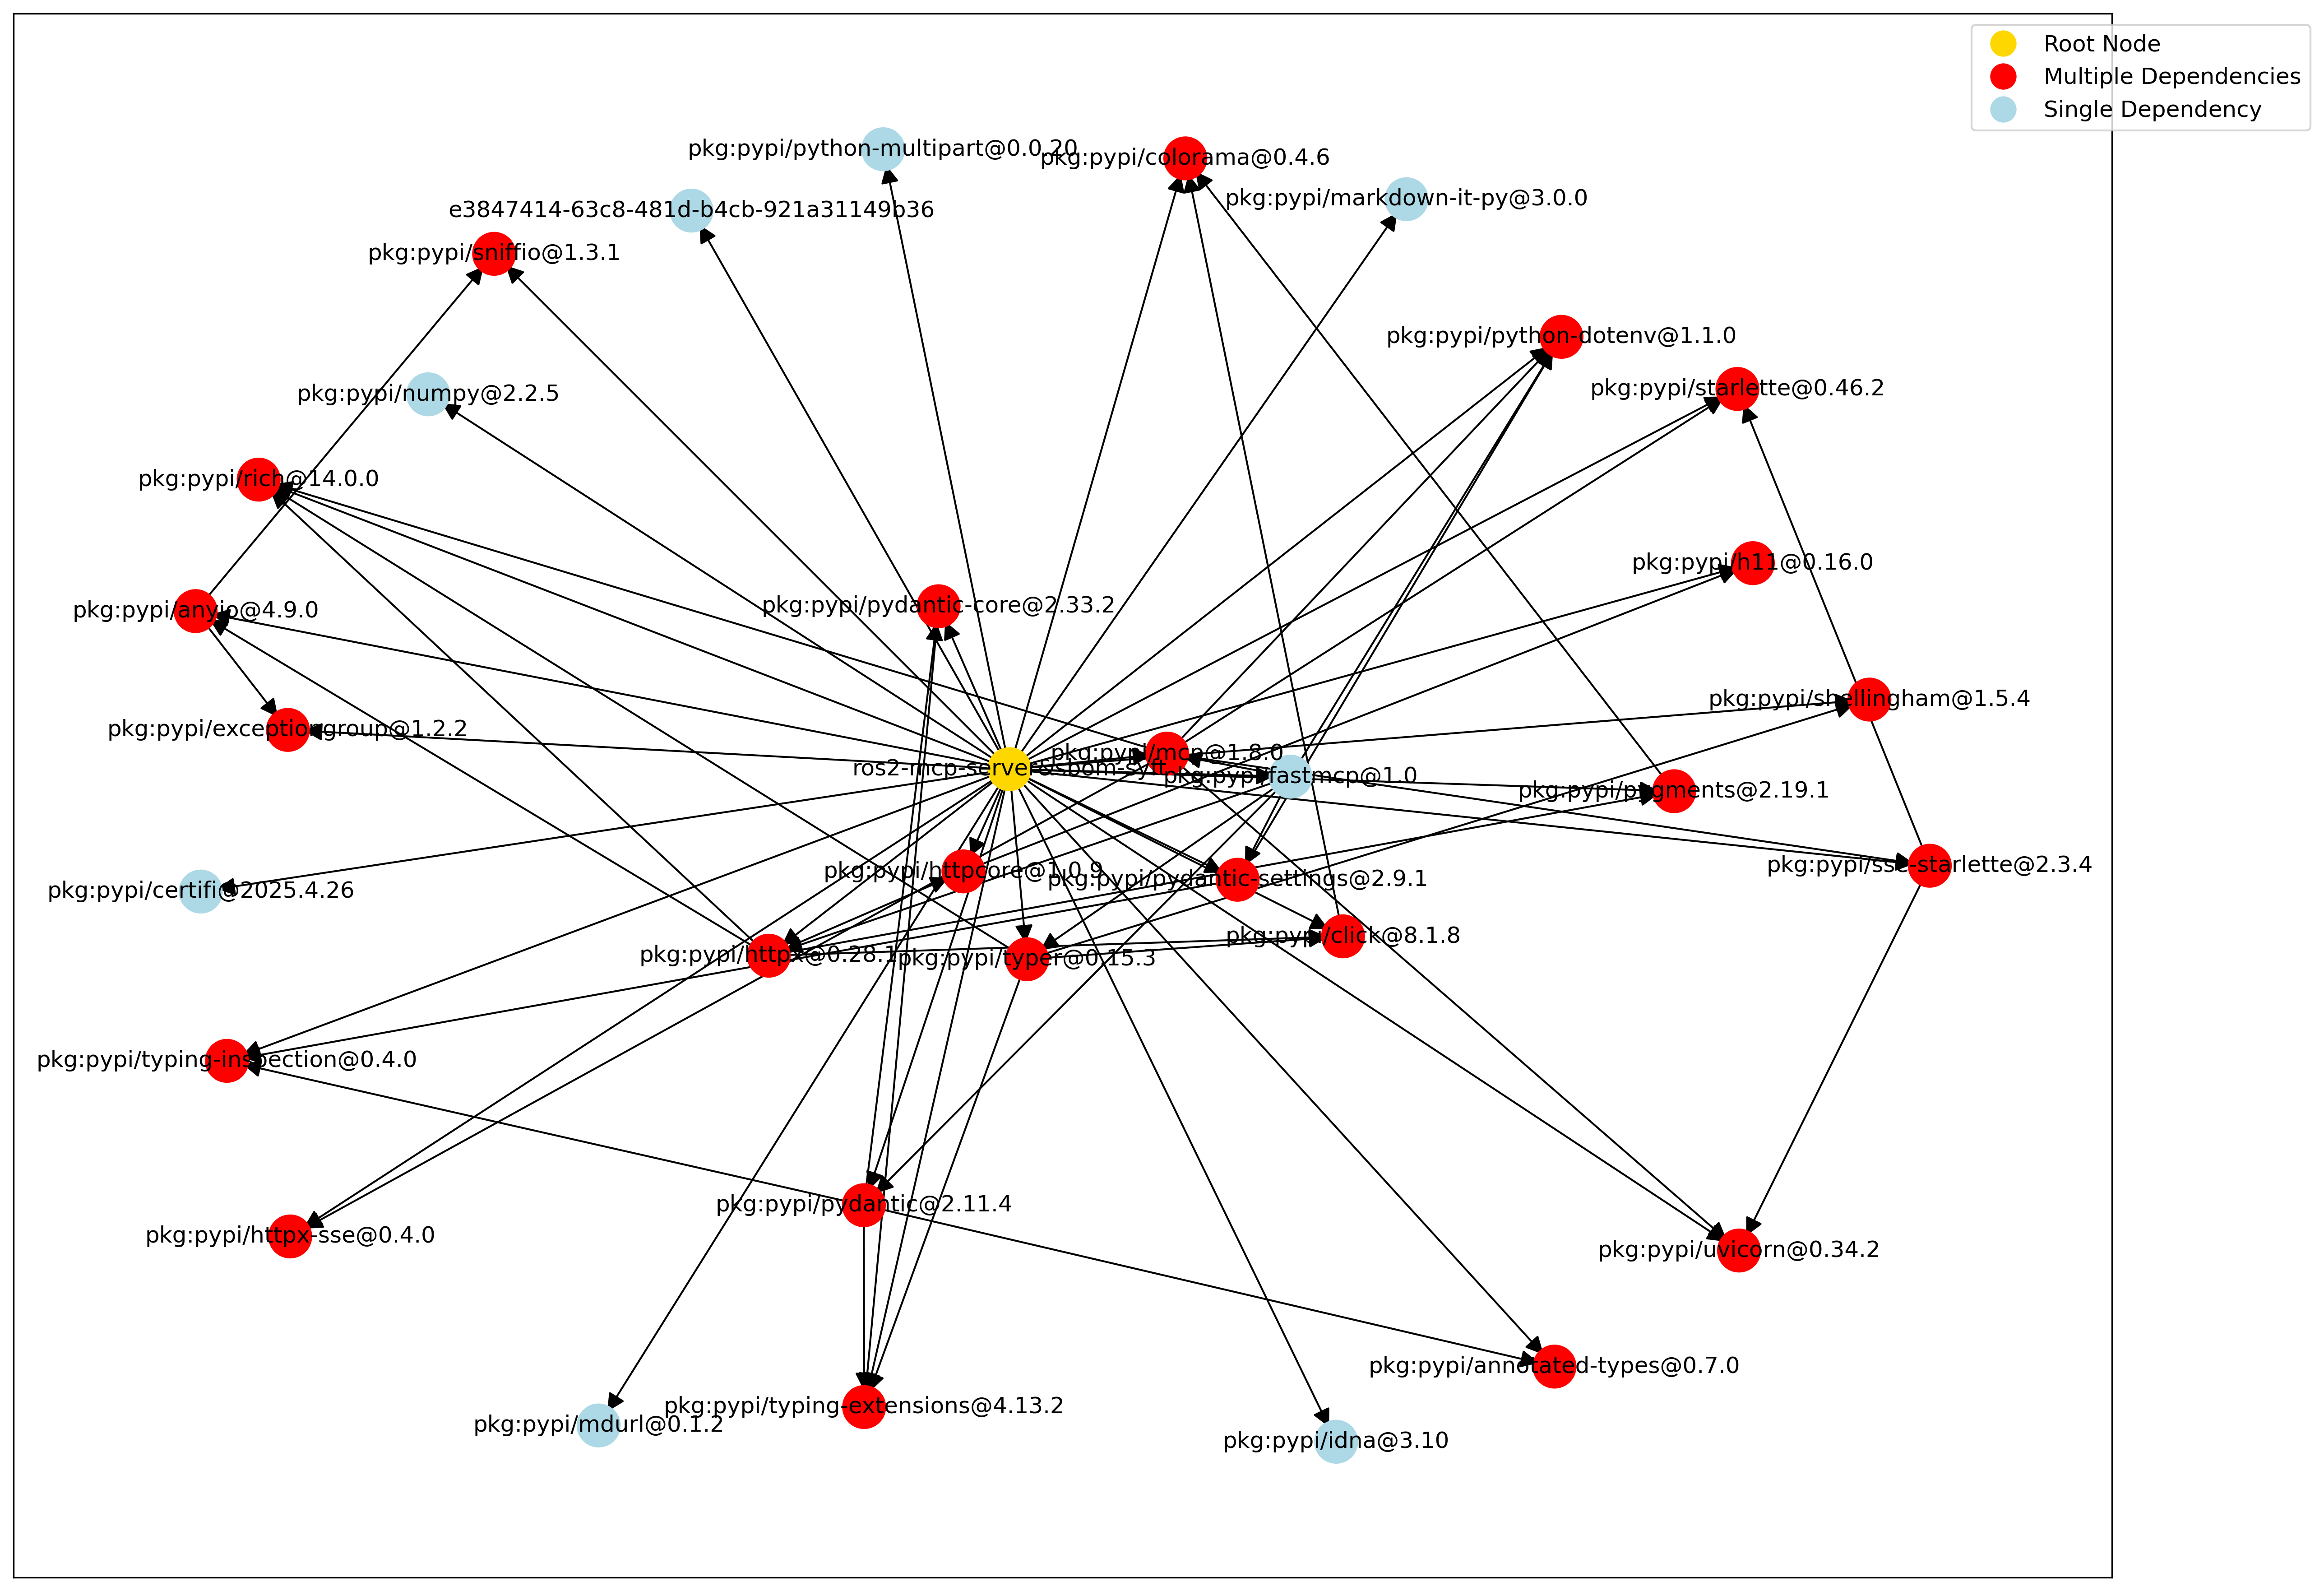 Root Node
Multiple Dependencies
Single Dependency
pkg:pypi/python-multipart@0.0.20
pkg:pypi/colorama@0.4.6
pkg:pypi/markdown-it-py@3.0.0
e3847414-63c8-481d-b4cb-921a31149b36
pkg:pypi/sniffio@1.3.1
pkg:pypi/python-dotenv@1.1.0
pkg:pypi/numpy@2.2.5
pkg:pypi/starlette@0.46.2
pkg:pypi/rich@14.0.0
pkg:pypi/h11@0.16.0
pkg:pypi/anyio@4.9.0
pkg:pypi/pydantic-core@2.33.2
pkg:pypi/shellingham@1.5.4
pkg:pypi/exceptiongroup@1.2.2
pkg:pypi/mcp@1.8.0
pkg:pypi/fastmcp@1.0
pkg:pypi/pygments@2.19.1
pkg:pypi/sse-starlette@2.3.4
pkg:pypi/httpcore@1.0.9
pkg:pypi/pydantic-settings@2.9.1
pkg:pypi/certifi@2025.4.26
pkg:pypi/click@8.1.8
pkg:pypi/httpx@0.28.1
pkg:pypi/typer@0.15.3
pkg:pypi/typing-inspection@0.4.0
pkg:pypi/pydantic@2.11.4
pkg:pypi/httpx-sse@0.4.0
pkg:pypi/uvicorn@0.34.2
pkg:pypi/annotated-types@0.7.0
pkg:pypi/typing-extensions@4.13.2
pkg:pypi/mdurl@0.1.2
pkg:pypi/idna@3.10